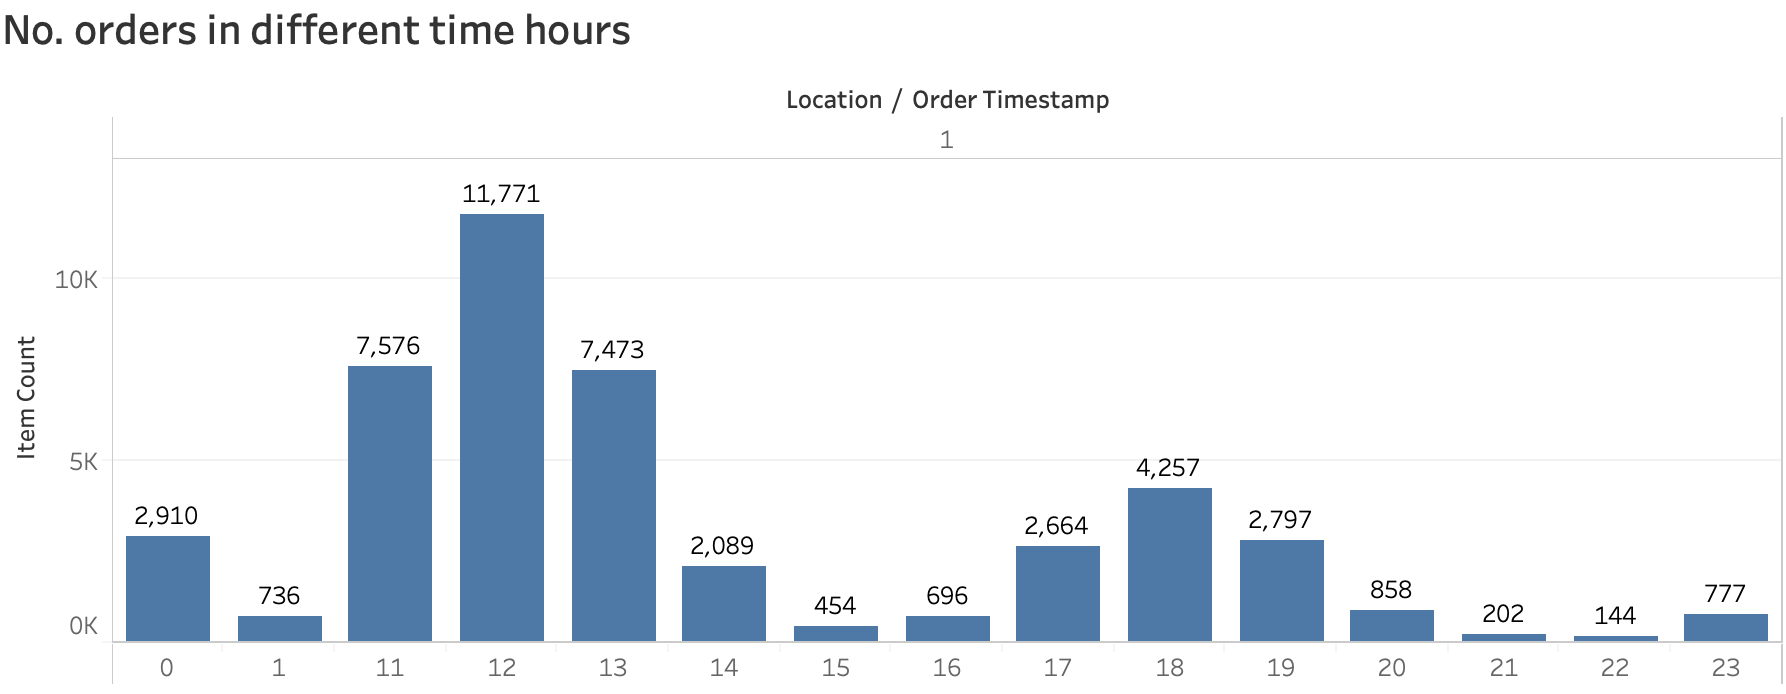 No. orders in different time hours
Location / Order Timestamp
1
Item Count
10K
5K
0K
2,910
736
7,576
11,771
7,473
2,089
454
696
2,664
4,257
2,797
858
202
144
777
0 1 11 12 13 14 15 16 17 18 19 20 21 22 23